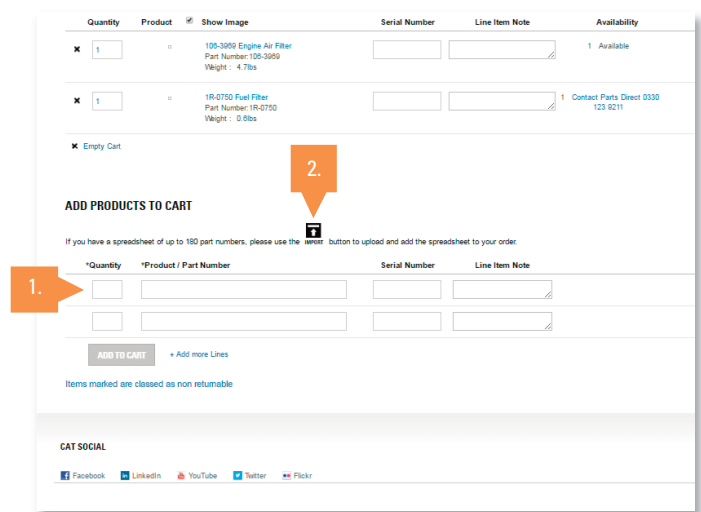 Quantity Product Show Image Serial Number Line Item Note Availability
1 106-3969 Engine Air Filter 1 Available
Part Number:106-3969
Weight : 4.7lbs
1 1R-0750 Fuel Filter 1 Contact Parts Direct 0330
Part Number:1R-0750 123 9211
Weight : 0.6lbs
Empty Cart
2.
ADD PRODUCTS TO CART
If you have a spreadsheet of up to 180 part numbers, please use the IMPORT button to upload and add the spreadsheet to your order.
*Quantity *Product / Part Number Serial Number Line Item Note
1.
ADD TO CART + Add more Lines
Items marked are classed as non returnable
CAT SOCIAL
Facebook LinkedIn YouTube Twitter Flickr